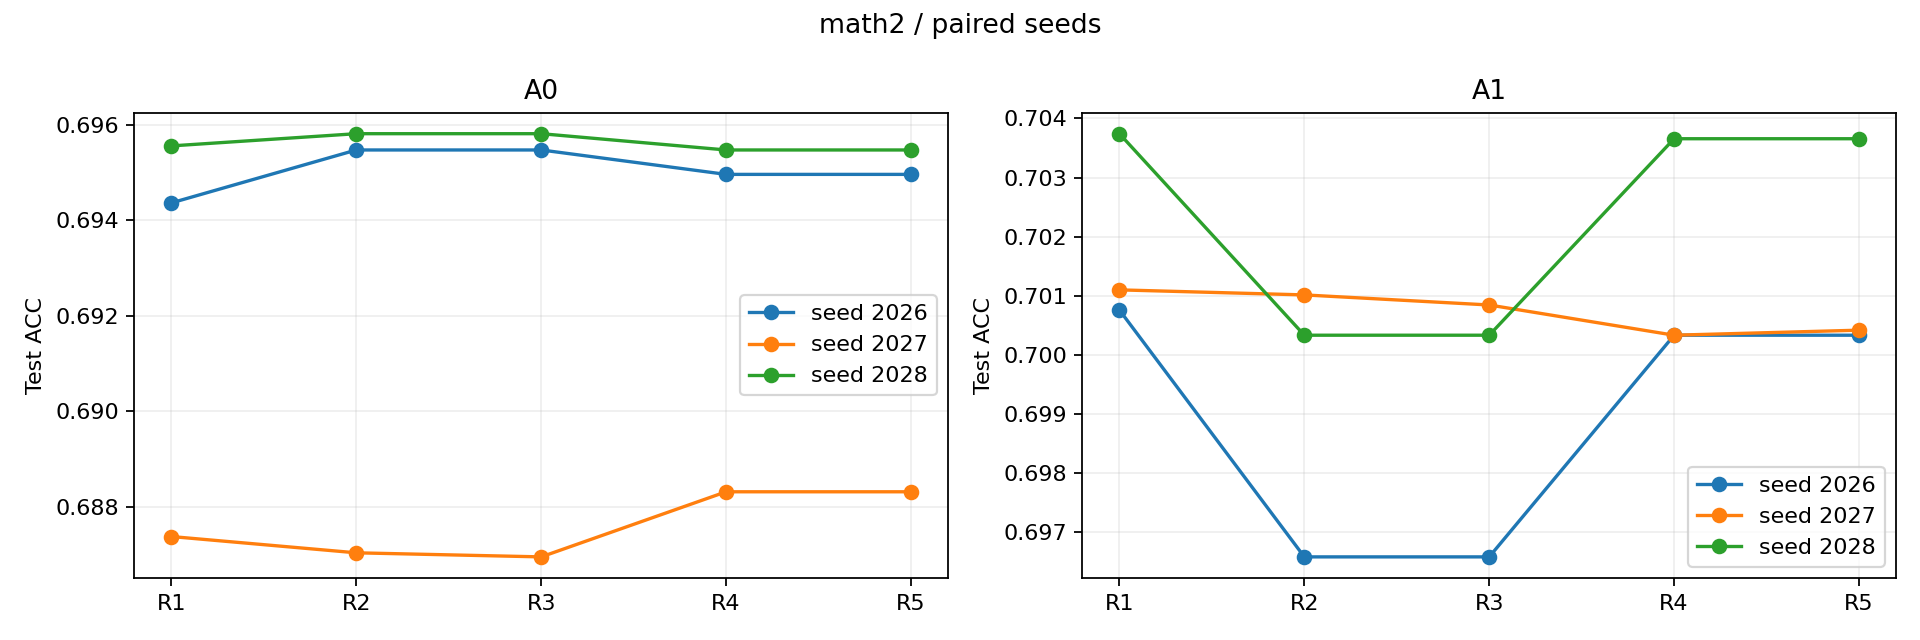 math2 / paired seeds
A0
0.696
0.694
0.692
0.690
0.688
Test ACC
seed 2026
seed 2027
seed 2028
R1 R2 R3 R4 R5
A1
0.704
0.703
0.702
0.701
0.700
0.699
0.698
0.697
Test ACC
seed 2026
seed 2027
seed 2028
R1 R2 R3 R4 R5